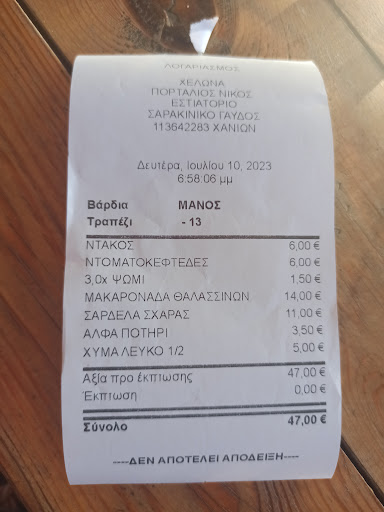 ΛΟΓΑΡΙΑΣΜΟΣ
ΧΕΛΩΝΑ
ΠΟΡΤΑΛΙΟΣ ΝΙΚΟΣ
ΕΣΤΙΑΤΟΡΙΟ
ΣΑΡΑΚΙΝΙΚΟ ΓΑΥΔΟΣ
113642283 ΧΑΝΙΩΝ
Δευτέρα, Ιουλίου 10, 2023
6:58:06 μμ
Βάρδια ΜΑΝΟΣ
Τραπέζι - 13
ΝΤΑΚΟΣ 6,00 €
ΝΤΟΜΑΤΟΚΕΦΤΕΔΕΣ 6,00 €
3,0x ΨΩΜΙ 1,50 €
ΜΑΚΑΡΟΝΑΔΑ ΘΑΛΑΣΣΙΝΩΝ 14,00 €
ΣΑΡΔΕΛΑ ΣΧΑΡΑΣ 11,00 €
ΑΛΦΑ ΠΟΤΗΡΙ 3,50 €
ΧΥΜΑ ΛΕΥΚΟ 1/2 5,00 €
Αξία προ έκπτωσης 47,00 €
Έκπτωση 0,00 €
Σύνολο 47,00 €
----ΔΕΝ ΑΠΟΤΕΛΕΙ ΑΠΟΔΕΙΞΗ----